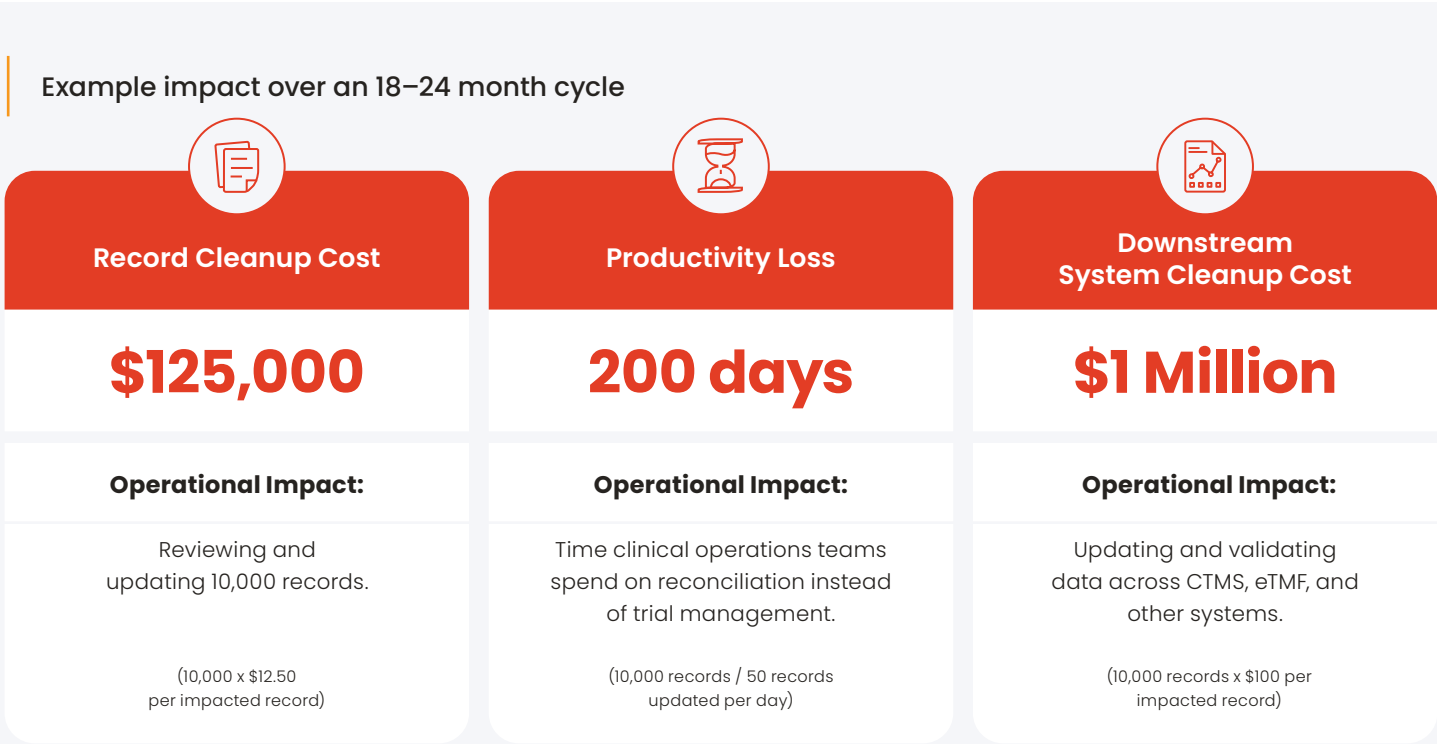 Example impact over an 18–24 month cycle
Record Cleanup Cost
$125,000
Operational Impact:
Reviewing and
updating 10,000 records.
(10,000 x $12.50
per impacted record)
Productivity Loss
200 days
Operational Impact:
Time clinical operations teams
spend on reconciliation instead
of trial management.
(10,000 records / 50 records
updated per day)
Downstream
System Cleanup Cost
$1 Million
Operational Impact:
Updating and validating
data across CTMS, eTMF, and
other systems.
(10,000 records x $100 per
impacted record)